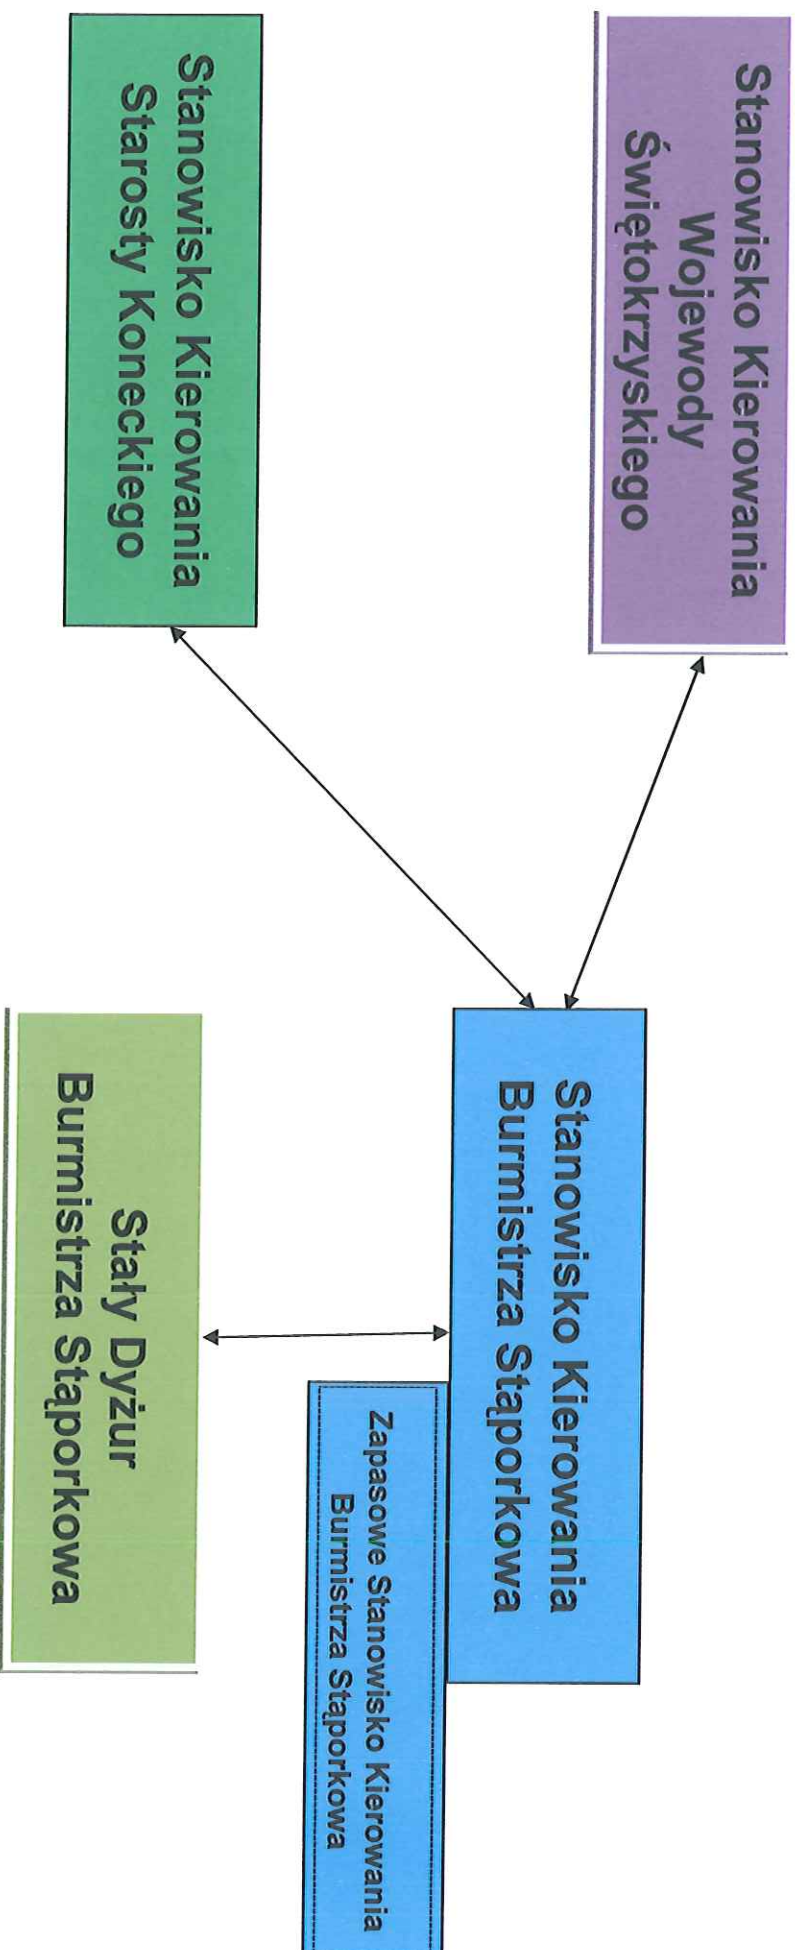 Stanowisko Kierowania
Wojewody
Świętokrzyskiego
Stanowisko Kierowania
Starosty Koneckiego
Stanowisko Kierowania
Burmistrza Stąporkowa
Zapasowe Stanowisko Kierowania
Burmistrza Stąporkowa
Stały Dyżur
Burmistrza Stąporkowa